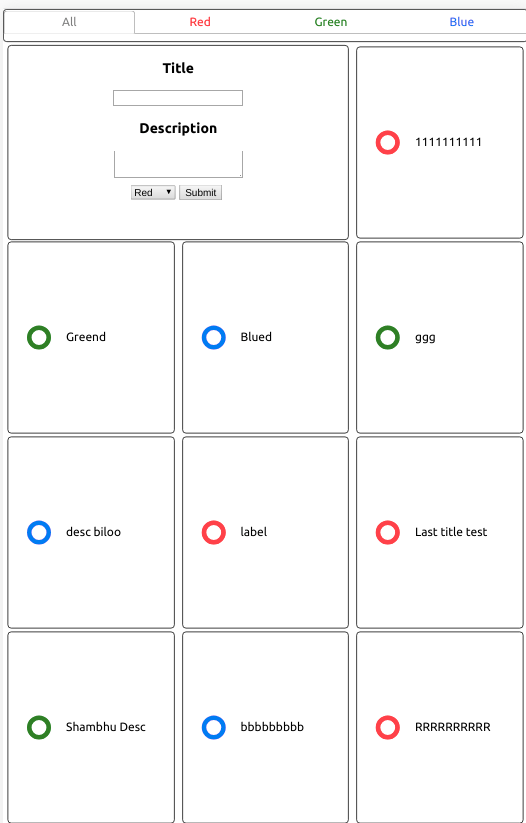 All Red Green Blue
Title
Description
Red Submit
1111111111
Greend Blued ggg
desc biloo label Last title test
Shambhu Desc bbbbbbbbb RRRRRRRRRR